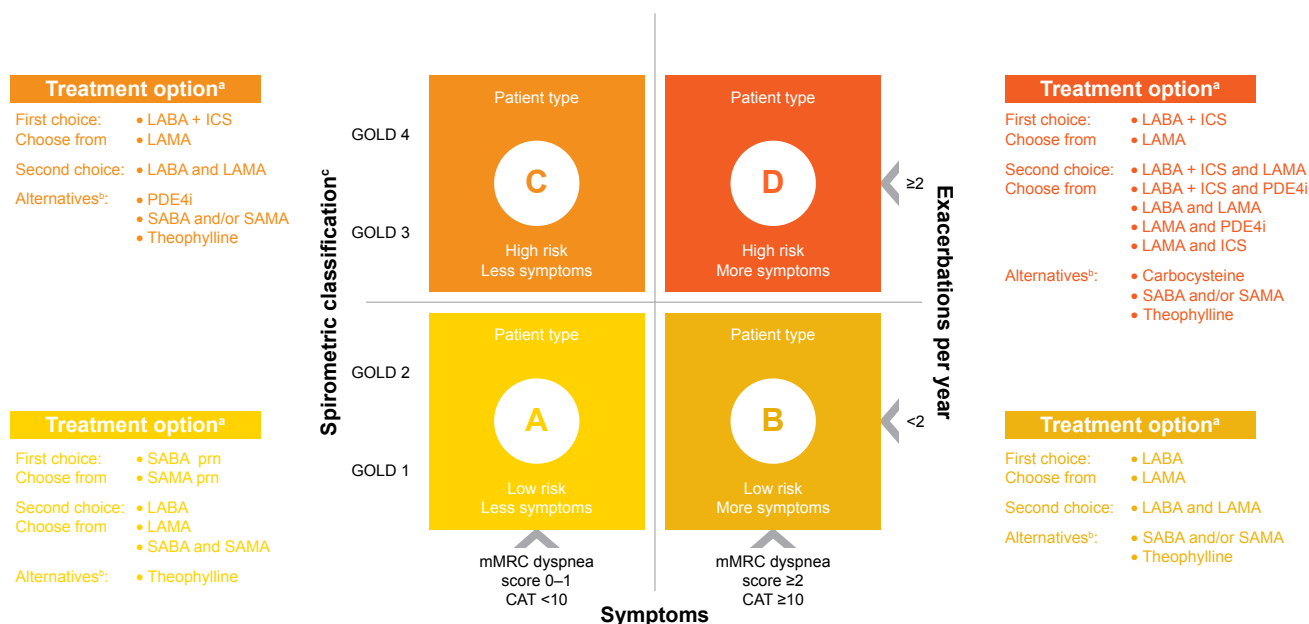 Treatment optionᵃ
First choice: • LABA + ICS
Choose from • LAMA
Second choice: • LABA and LAMA
Alternativesᵇ: • PDE4i
• SABA and/or SAMA
• Theophylline
Treatment optionᵃ
First choice: • SABA prn
Choose from • SAMA prn
Second choice: • LABA
Choose from • LAMA
• SABA and SAMA
Alternativesᵇ: • Theophylline
Spirometric classificationᶜ
GOLD 4
GOLD 3
GOLD 2
GOLD 1
Patient type
C
High risk
Less symptoms
Patient type
D
High risk
More symptoms
Patient type
A
Low risk
Less symptoms
Patient type
B
Low risk
More symptoms
≥2
<2
Exacerbations per year
mMRC dyspnea
score 0–1
CAT <10
mMRC dyspnea
score ≥2
CAT ≥10
Symptoms
Treatment optionᵃ
First choice: • LABA + ICS
Choose from • LAMA
Second choice: • LABA + ICS and LAMA
Choose from • LABA + ICS and PDE4i
• LABA and LAMA
• LAMA and PDE4i
• LAMA and ICS
Alternativesᵇ: • Carbocysteine
• SABA and/or SAMA
• Theophylline
Treatment optionᵃ
First choice: • LABA
Choose from • LAMA
Second choice: • LABA and LAMA
Alternativesᵇ: • SABA and/or SAMA
• Theophylline